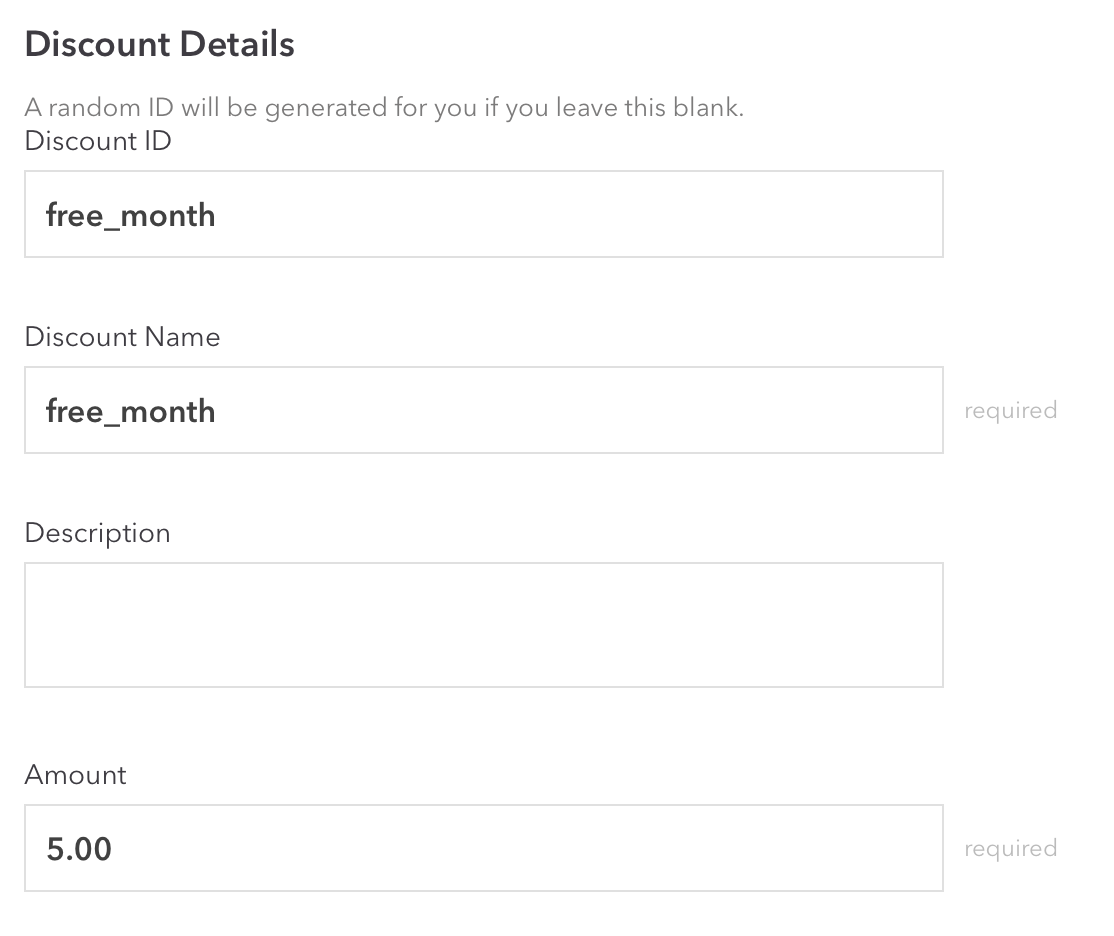 Discount Details
A random ID will be generated for you if you leave this blank.
Discount ID
free_month
Discount Name
free_month
required
Description
Amount
5.00
required